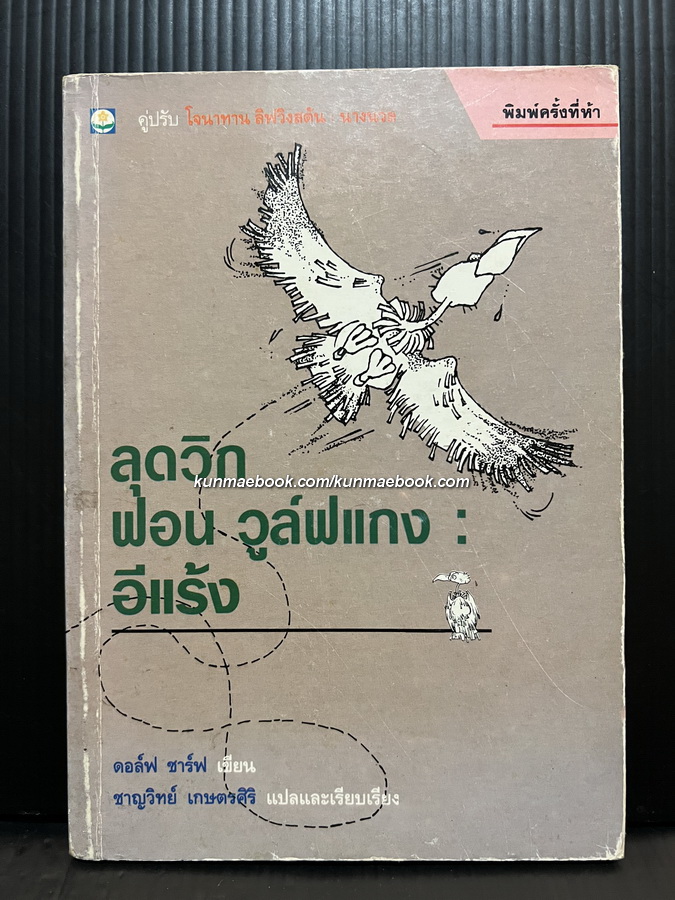 คู่ปรับ โจนาทาน ลิฟวิงสตัน นางนวล
พิมพ์ครั้งที่ห้า
ลุดวิก
kunmaebook.com/kunmaebook.com
ฟอน วูล์ฟแกง :
อีแร้ง
ดอล์ฟ ชาร์ฟ เขียน
ชาญวิทย์ เกษตรศิริ แปลและเรียบเรียง